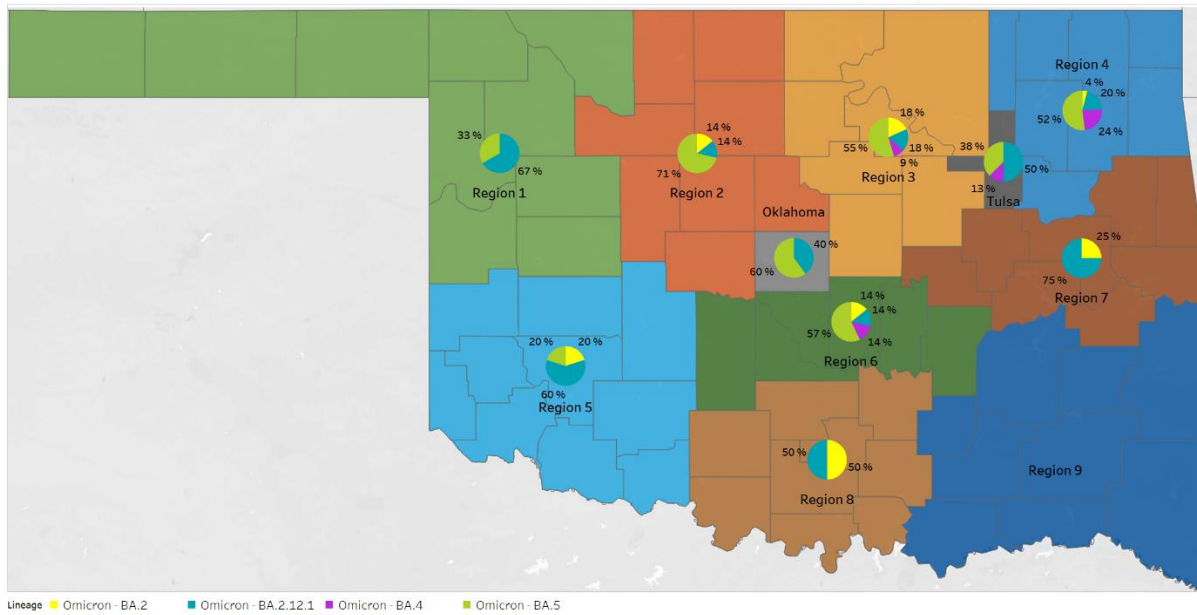 Region 4
4 %
20 %
52 %
24 %
18 %
18 %
55 %
9 %
Region 3
14 %
14 %
71 %
Region 2
33 %
67 %
Region 1
38 %
50 %
13 %
Tulsa
Oklahoma
40 %
60 %
25 %
75 %
Region 7
14 %
14 %
57 %
14 %
Region 6
20 %
20 %
60 %
Region 5
50 %
50 %
Region 8
Region 9
Lineage Omicron - BA.2 Omicron - BA.2.12.1 Omicron - BA.4 Omicron - BA.5